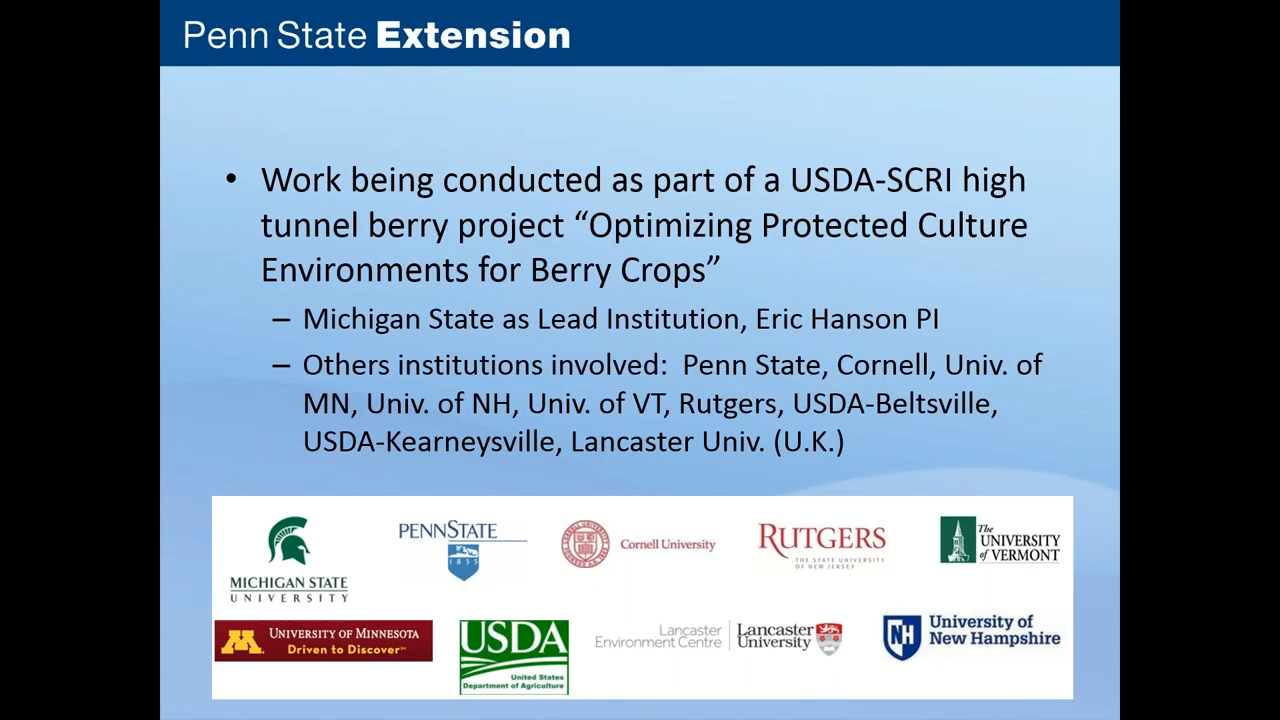 Penn State Extension
• Work being conducted as part of a USDA-SCRI high
tunnel berry project “Optimizing Protected Culture
Environments for Berry Crops”
– Michigan State as Lead Institution, Eric Hanson PI
– Others institutions involved:  Penn State, Cornell, Univ. of
MN, Univ. of NH, Univ. of VT, Rutgers, USDA-Beltsville,
USDA-Kearneysville, Lancaster Univ. (U.K.)
MICHIGAN STATE
UNIVERSITY
PENNSTATE
1855
Cornell University
RUTGERS
THE STATE UNIVERSITY
OF NEW JERSEY
The
UNIVERSITY
of VERMONT
M
UNIVERSITY OF MINNESOTA
Driven to Discover℠
USDA
United States
Department of Agriculture
Lancaster
Environment Centre
Lancaster
University
NH
University of
New Hampshire